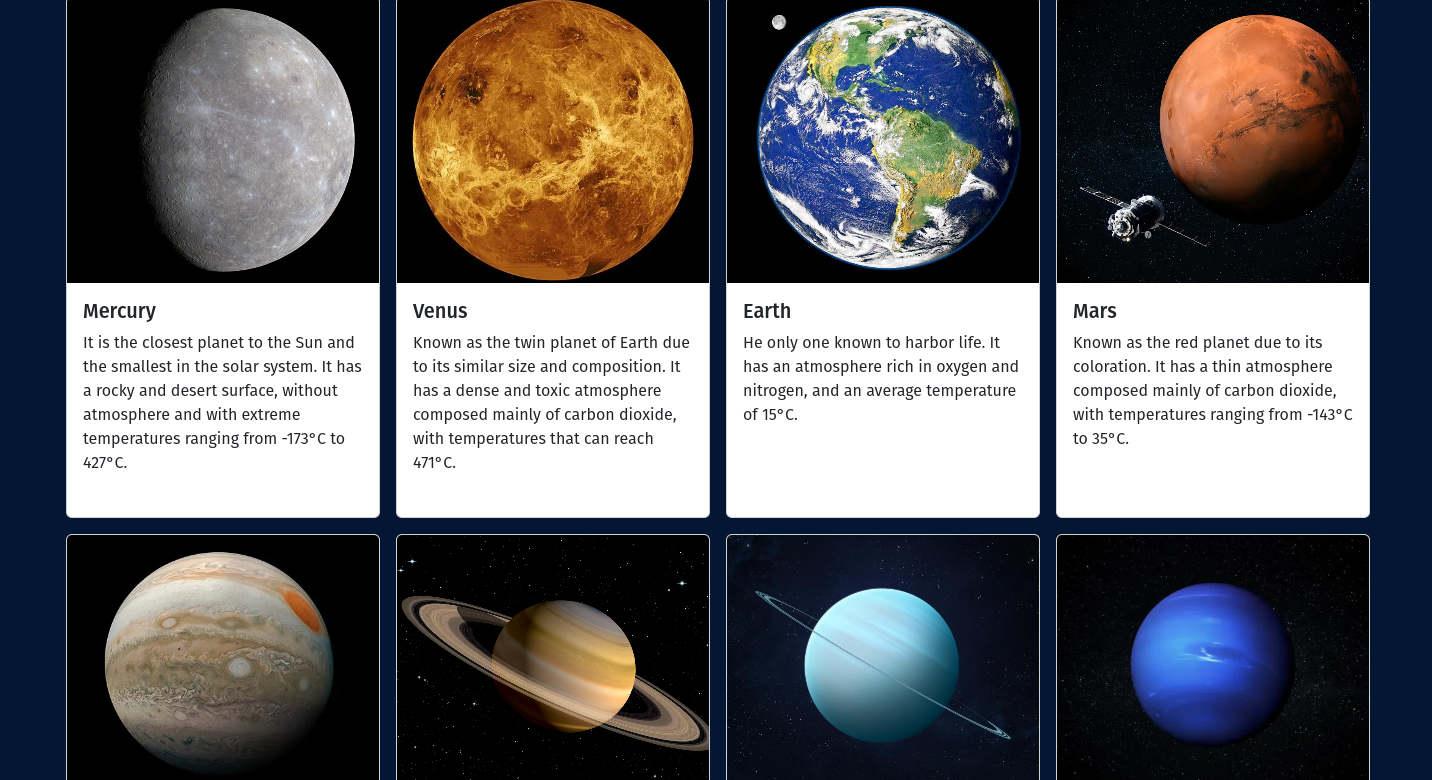 Mercury
It is the closest planet to the Sun and
the smallest in the solar system. It has
a rocky and desert surface, without
atmosphere and with extreme
temperatures ranging from -173°C to
427°C.
Venus
Known as the twin planet of Earth due
to its similar size and composition. It
has a dense and toxic atmosphere
composed mainly of carbon dioxide,
with temperatures that can reach
471°C.
Earth
He only one known to harbor life. It
has an atmosphere rich in oxygen and
nitrogen, and an average temperature
of 15°C.
Mars
Known as the red planet due to its
coloration. It has a thin atmosphere
composed mainly of carbon dioxide,
with temperatures ranging from -143°C
to 35°C.